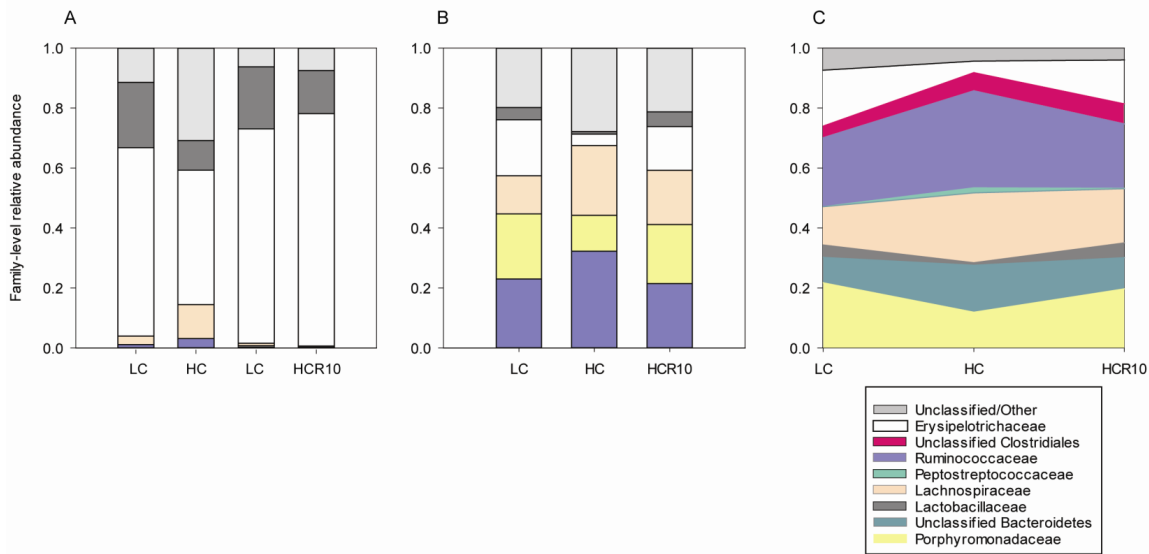 A
B
C
Family-level relative abundance
1.0
0.8
0.6
0.4
0.2
0.0
LC HC LC HCR10
1.0
0.8
0.6
0.4
0.2
0.0
LC HC HCR10
1.0
0.8
0.6
0.4
0.2
0.0
LC HC HCR10
Unclassified/Other
Erysipelotrichaceae
Unclassified Clostridiales
Ruminococcaceae
Peptostreptococcaceae
Lachnospiraceae
Lactobacillaceae
Unclassified Bacteroidetes
Porphyromonadaceae